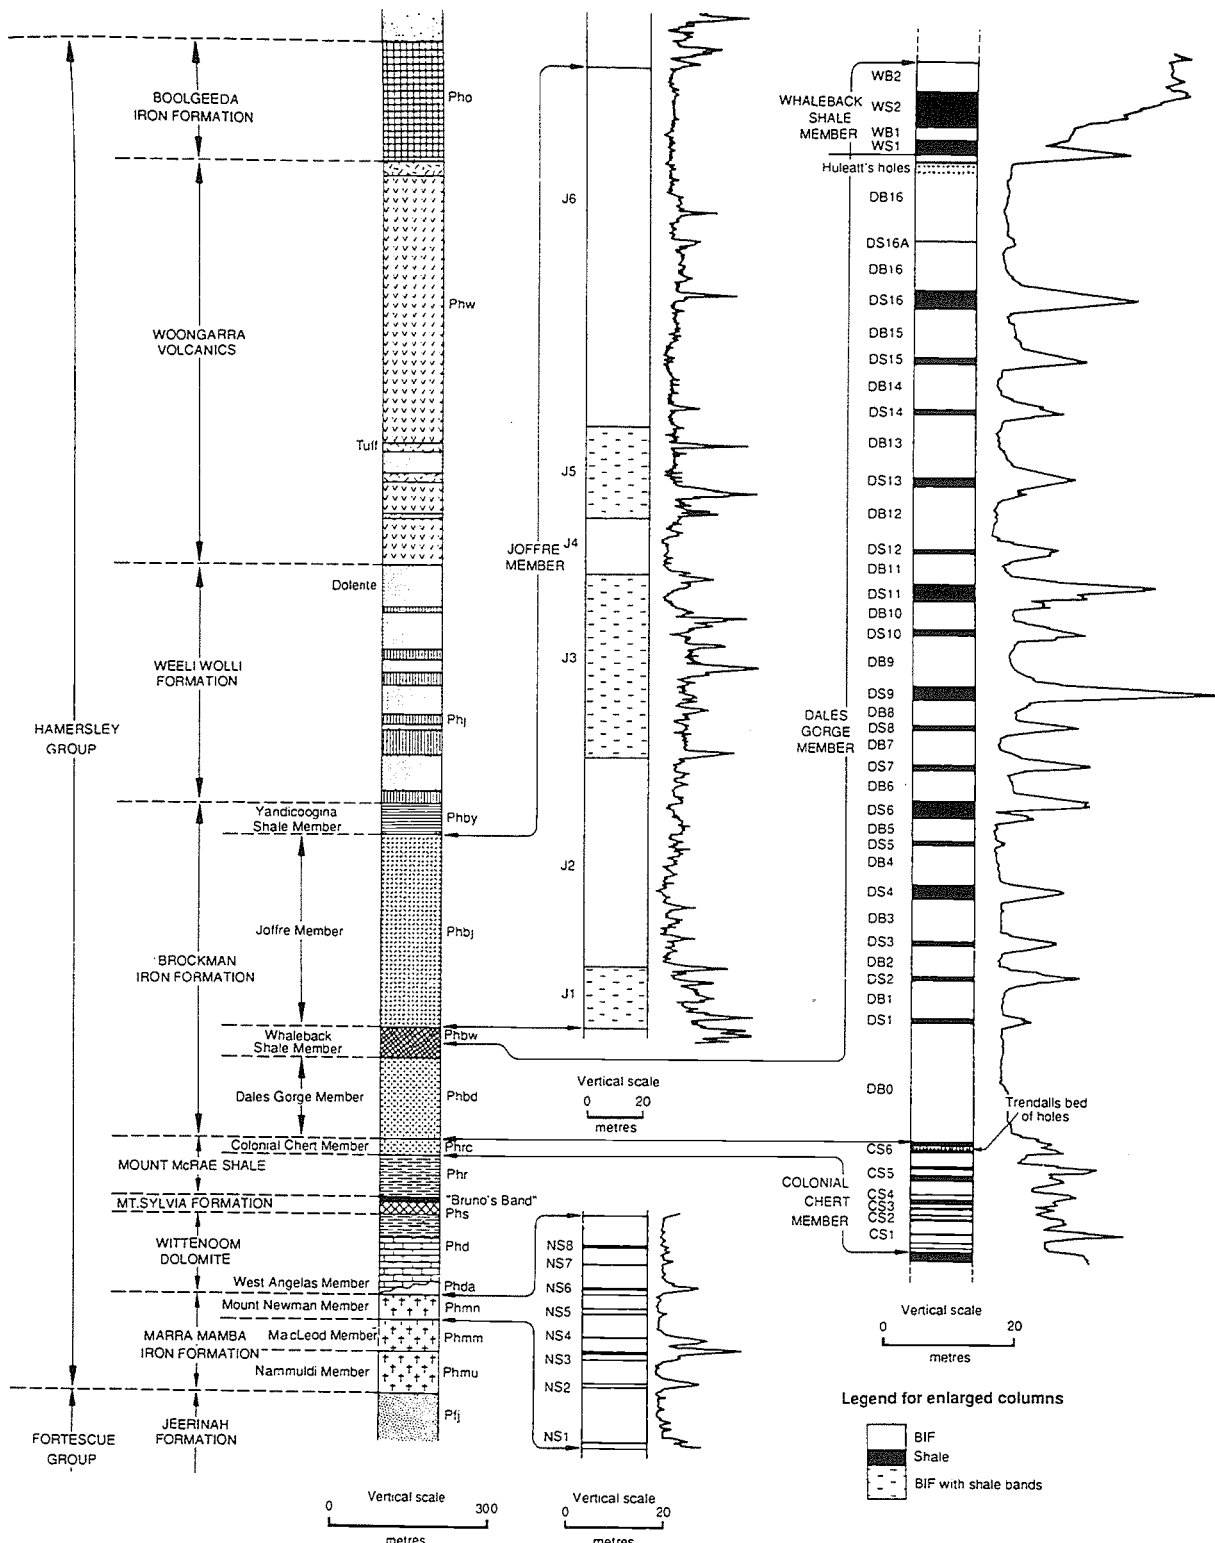 HAMERSLEY
GROUP
FORTESCUE
GROUP
BOOLGEEDA
IRON FORMATION
WOONGARRA
VOLCANICS
WEELI WOLLI
FORMATION
BROCKMAN
IRON FORMATION
MOUNT McRAE SHALE
MT.SYLVIA FORMATION
WITTENOOM
DOLOMITE
MARRA MAMBA
IRON FORMATION
JEERINAH
FORMATION
Tuff
Dolerite
Yandicoogina
Shale Member
Joffre Member
Whaleback
Shale Member
Dales Gorge Member
Colonial Chert Member
West Angelas Member
Mount Newman Member
MacLeod Member
Nammuldi Member
Pho
Phw
Phj
Phby
Phbj
Phbw
Phbd
Phrc
Phr
"Bruno's Band"
Phs
Phd
Phda
Phmn
Phmm
Phmu
Pfj
Vertical scale
0 300
metres
JOFFRE
MEMBER
J6
J5
J4
J3
J2
J1
Vertical scale
0 20
metres
NS8
NS7
NS6
NS5
NS4
NS3
NS2
NS1
Vertical scale
0 20
metres
WHALEBACK
SHALE
MEMBER
DALES
GORGE
MEMBER
COLONIAL
CHERT
MEMBER
WB2
WS2
WB1
WS1
Huleatt's holes
DB16
DS16A
DB16
DS16
DB15
DS15
DB14
DS14
DB13
DS13
DB12
DS12
DB11
DS11
DB10
DS10
DB9
DS9
DB8
DS8
DB7
DS7
DB6
DS6
DB5
DS5
DB4
DS4
DB3
DS3
DB2
DS2
DB1
DS1
DB0
Trendalls bed
of holes
CS6
CS5
CS4
CS3
CS2
CS1
Vertical scale
0 20
metres
Legend for enlarged columns
BIF
Shale
BIF with shale bands